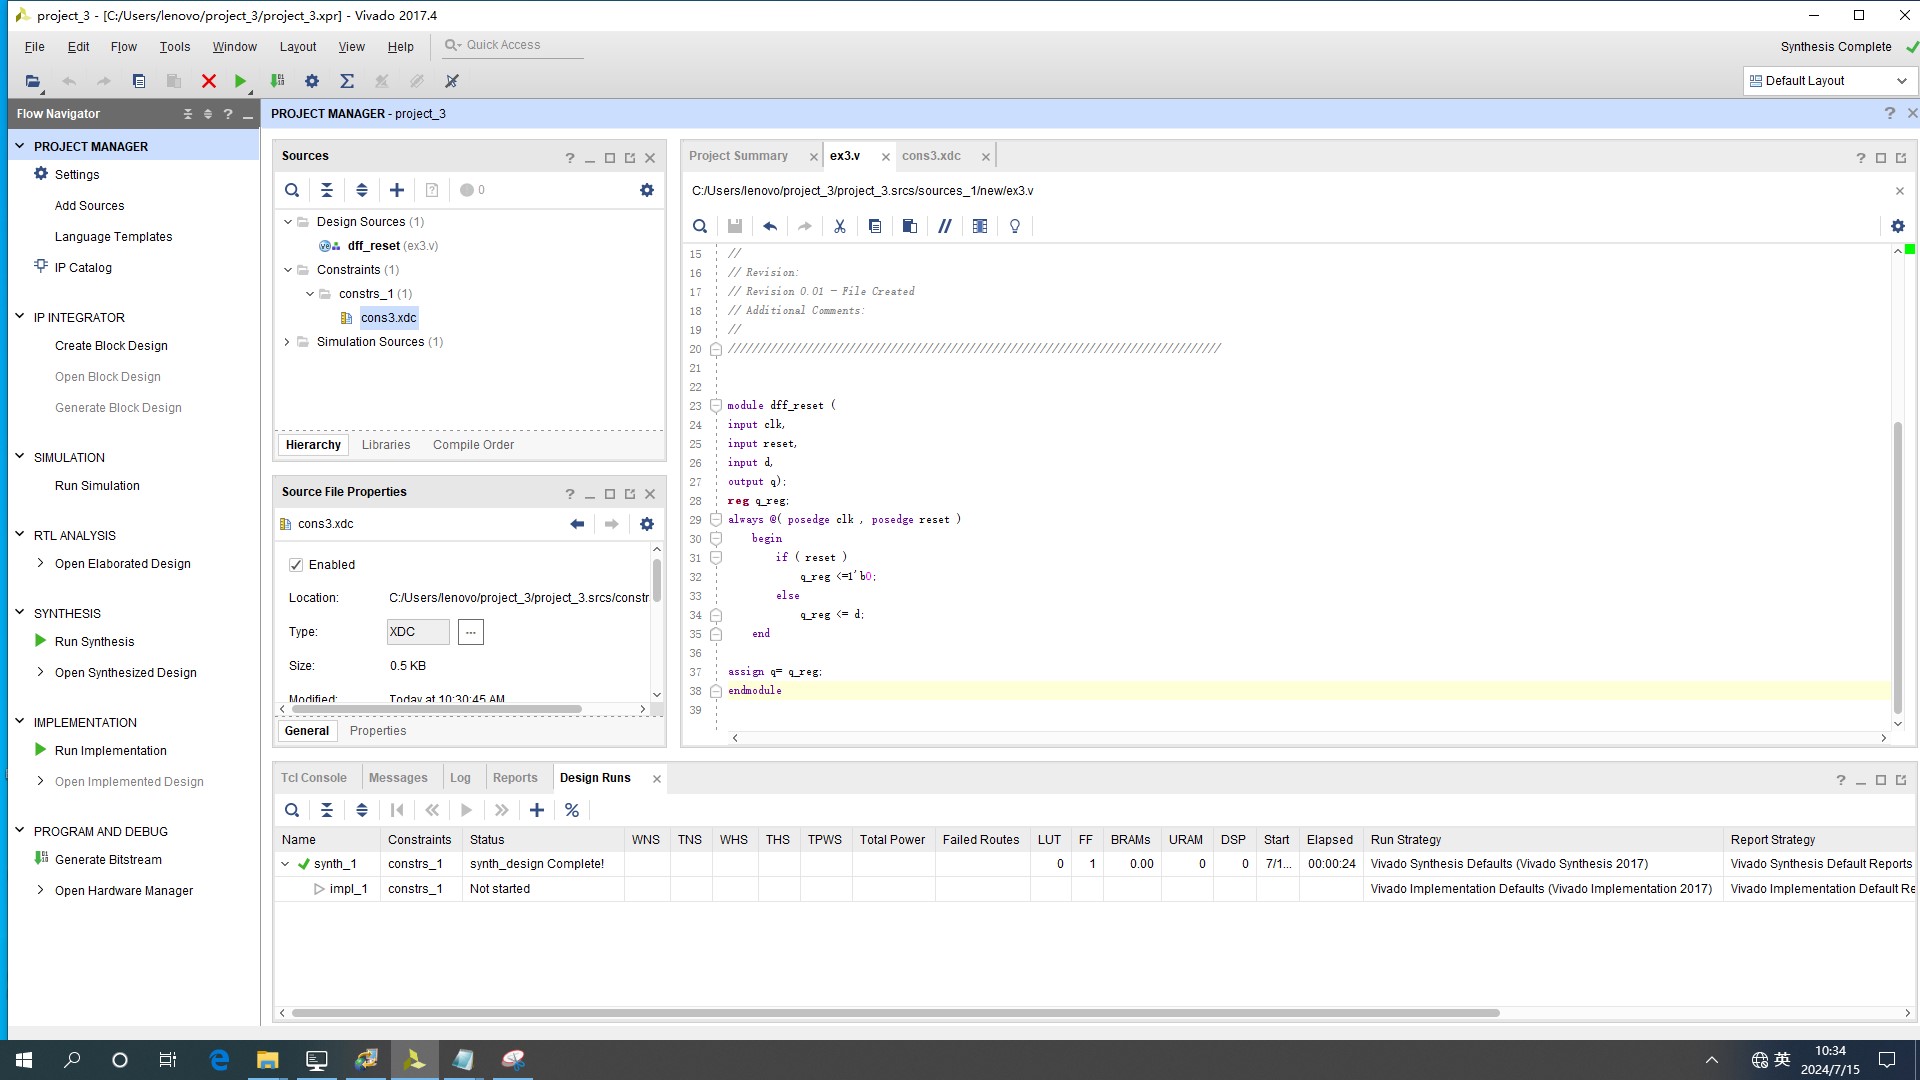 project_3 - [C:/Users/lenovo/project_3/project_3.xpr] - Vivado 2017.4
File Edit Flow Tools Window Layout View Help Quick Access
Synthesis Complete
Default Layout
Flow Navigator
PROJECT MANAGER
Settings
Add Sources
Language Templates
IP Catalog
IP INTEGRATOR
Create Block Design
Open Block Design
Generate Block Design
SIMULATION
Run Simulation
RTL ANALYSIS
Open Elaborated Design
SYNTHESIS
Run Synthesis
Open Synthesized Design
IMPLEMENTATION
Run Implementation
Open Implemented Design
PROGRAM AND DEBUG
Generate Bitstream
Open Hardware Manager
PROJECT MANAGER - project_3
Sources
0
Design Sources (1)
dff_reset (ex3.v)
Constraints (1)
constrs_1 (1)
cons3.xdc
Simulation Sources (1)
Hierarchy Libraries Compile Order
Source File Properties
cons3.xdc
Enabled
Location: C:/Users/lenovo/project_3/project_3.srcs/constr
Type: XDC ...
Size: 0.5 KB
Modified: Today at 10:30:45 AM
General Properties
Project Summary ex3.v cons3.xdc
C:/Users/lenovo/project_3/project_3.srcs/sources_1/new/ex3.v
15 //
16 // Revision:
17 // Revision 0.01 - File Created
18 // Additional Comments:
19 //
20 //////////////////////////////////////////////////////////////////////////////////
21
22
23 module dff_reset (
24 input clk,
25 input reset,
26 input d,
27 output q);
28 reg q_reg;
29 always @( posedge clk , posedge reset )
30 begin
31 if ( reset )
32 q_reg <=1'b0;
33 else
34 q_reg <= d;
35 end
36
37 assign q= q_reg;
38 endmodule
39
Tcl Console Messages Log Reports Design Runs
Name Constraints Status WNS TNS WHS THS TPWS Total Power Failed Routes LUT FF BRAMs URAM DSP Start Elapsed Run Strategy Report Strategy
synth_1 constrs_1 synth_design Complete! 0 1 0.00 0 0 7/1... 00:00:24 Vivado Synthesis Defaults (Vivado Synthesis 2017) Vivado Synthesis Default Reports
impl_1 constrs_1 Not started Vivado Implementation Defaults (Vivado Implementation 2017) Vivado Implementation Default Re
英
10:34
2024/7/15